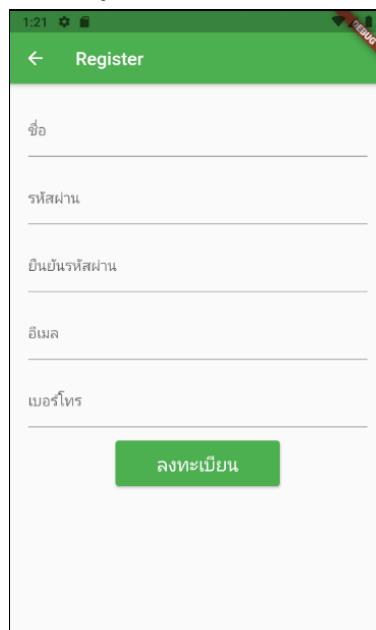 1:21
DEBUG
Register
ชื่อ
รหัสผ่าน
ยืนยันรหัสผ่าน
อีเมล
เบอร์โทร
ลงทะเบียน